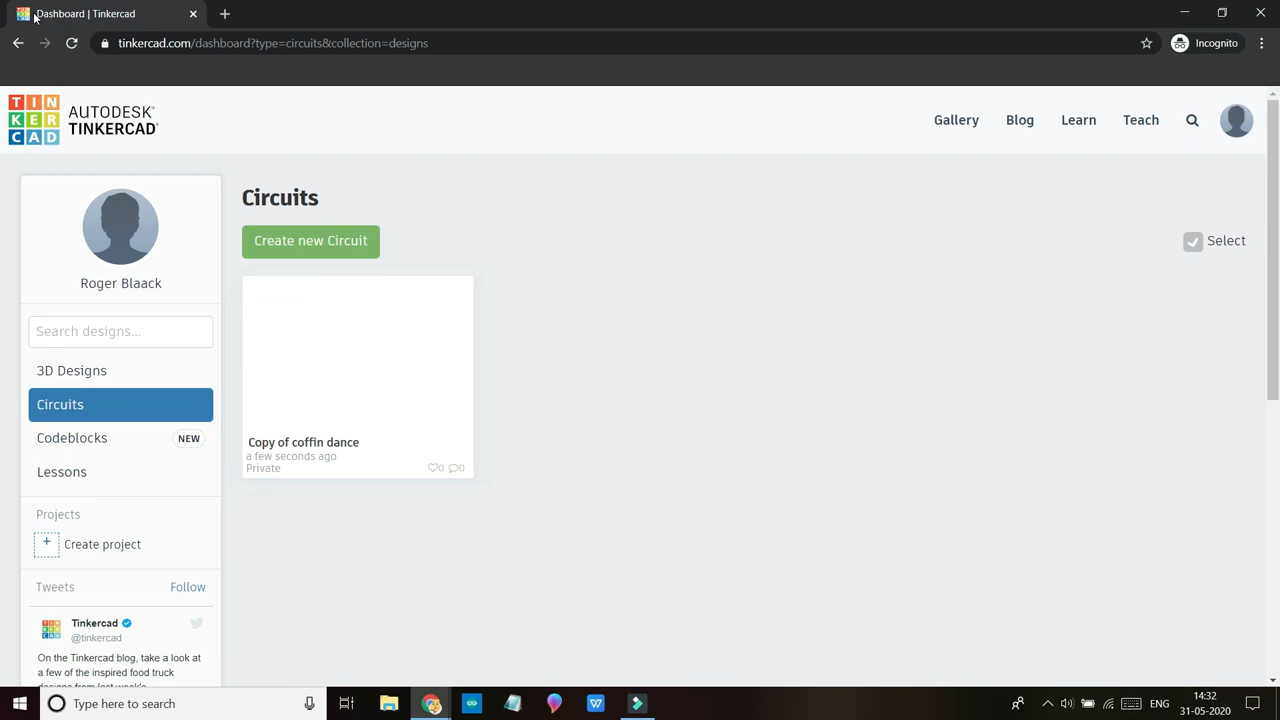 Dashboard | Tinkercad
tinkercad.com/dashboard?type=circuits&collection=designs
Incognito
TIN
KER
CAD
AUTODESK®
TINKERCAD®
Gallery
Blog
Learn
Teach
Roger Blaack
Search designs...
3D Designs
Circuits
Codeblocks
NEW
Lessons
Projects
+ Create project
Tweets
Follow
Tinkercad
@tinkercad
On the Tinkercad blog, take a look at
a few of the inspired food truck
Circuits
Create new Circuit
Select
Copy of coffin dance
a few seconds ago
Private
0
0
Type here to search
ENG
14:32
31-05-2020